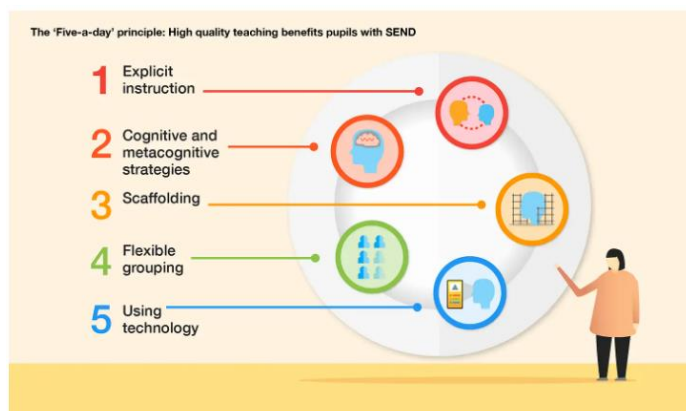 The 'Five-a-day' principle: High quality teaching benefits pupils with SEND
1 Explicit
instruction
2 Cognitive and
metacognitive
strategies
3 Scaffolding
4 Flexible
grouping
5 Using
technology